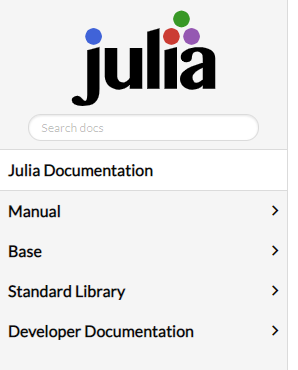 julia
Search docs
Julia Documentation
Manual
Base
Standard Library
Developer Documentation